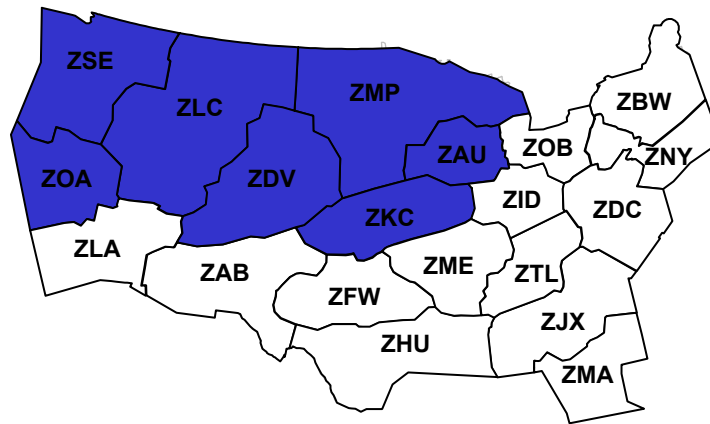 ZSE
ZLC
ZMP
ZBW
ZOB
ZNY
ZAU
ZOA
ZDV
ZID
ZDC
ZKC
ZLA
ZME
ZAB
ZTL
ZFW
ZJX
ZHU
ZMA